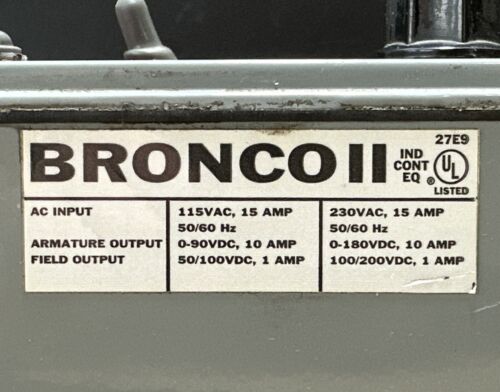 27E9
BRONCO II IND CONT EQ UL ® LISTED
AC INPUT 115VAC, 15 AMP 230VAC, 15 AMP
50/60 Hz 50/60 Hz
ARMATURE OUTPUT 0-90VDC, 10 AMP 0-180VDC, 10 AMP
FIELD OUTPUT 50/100VDC, 1 AMP 100/200VDC, 1 AMP